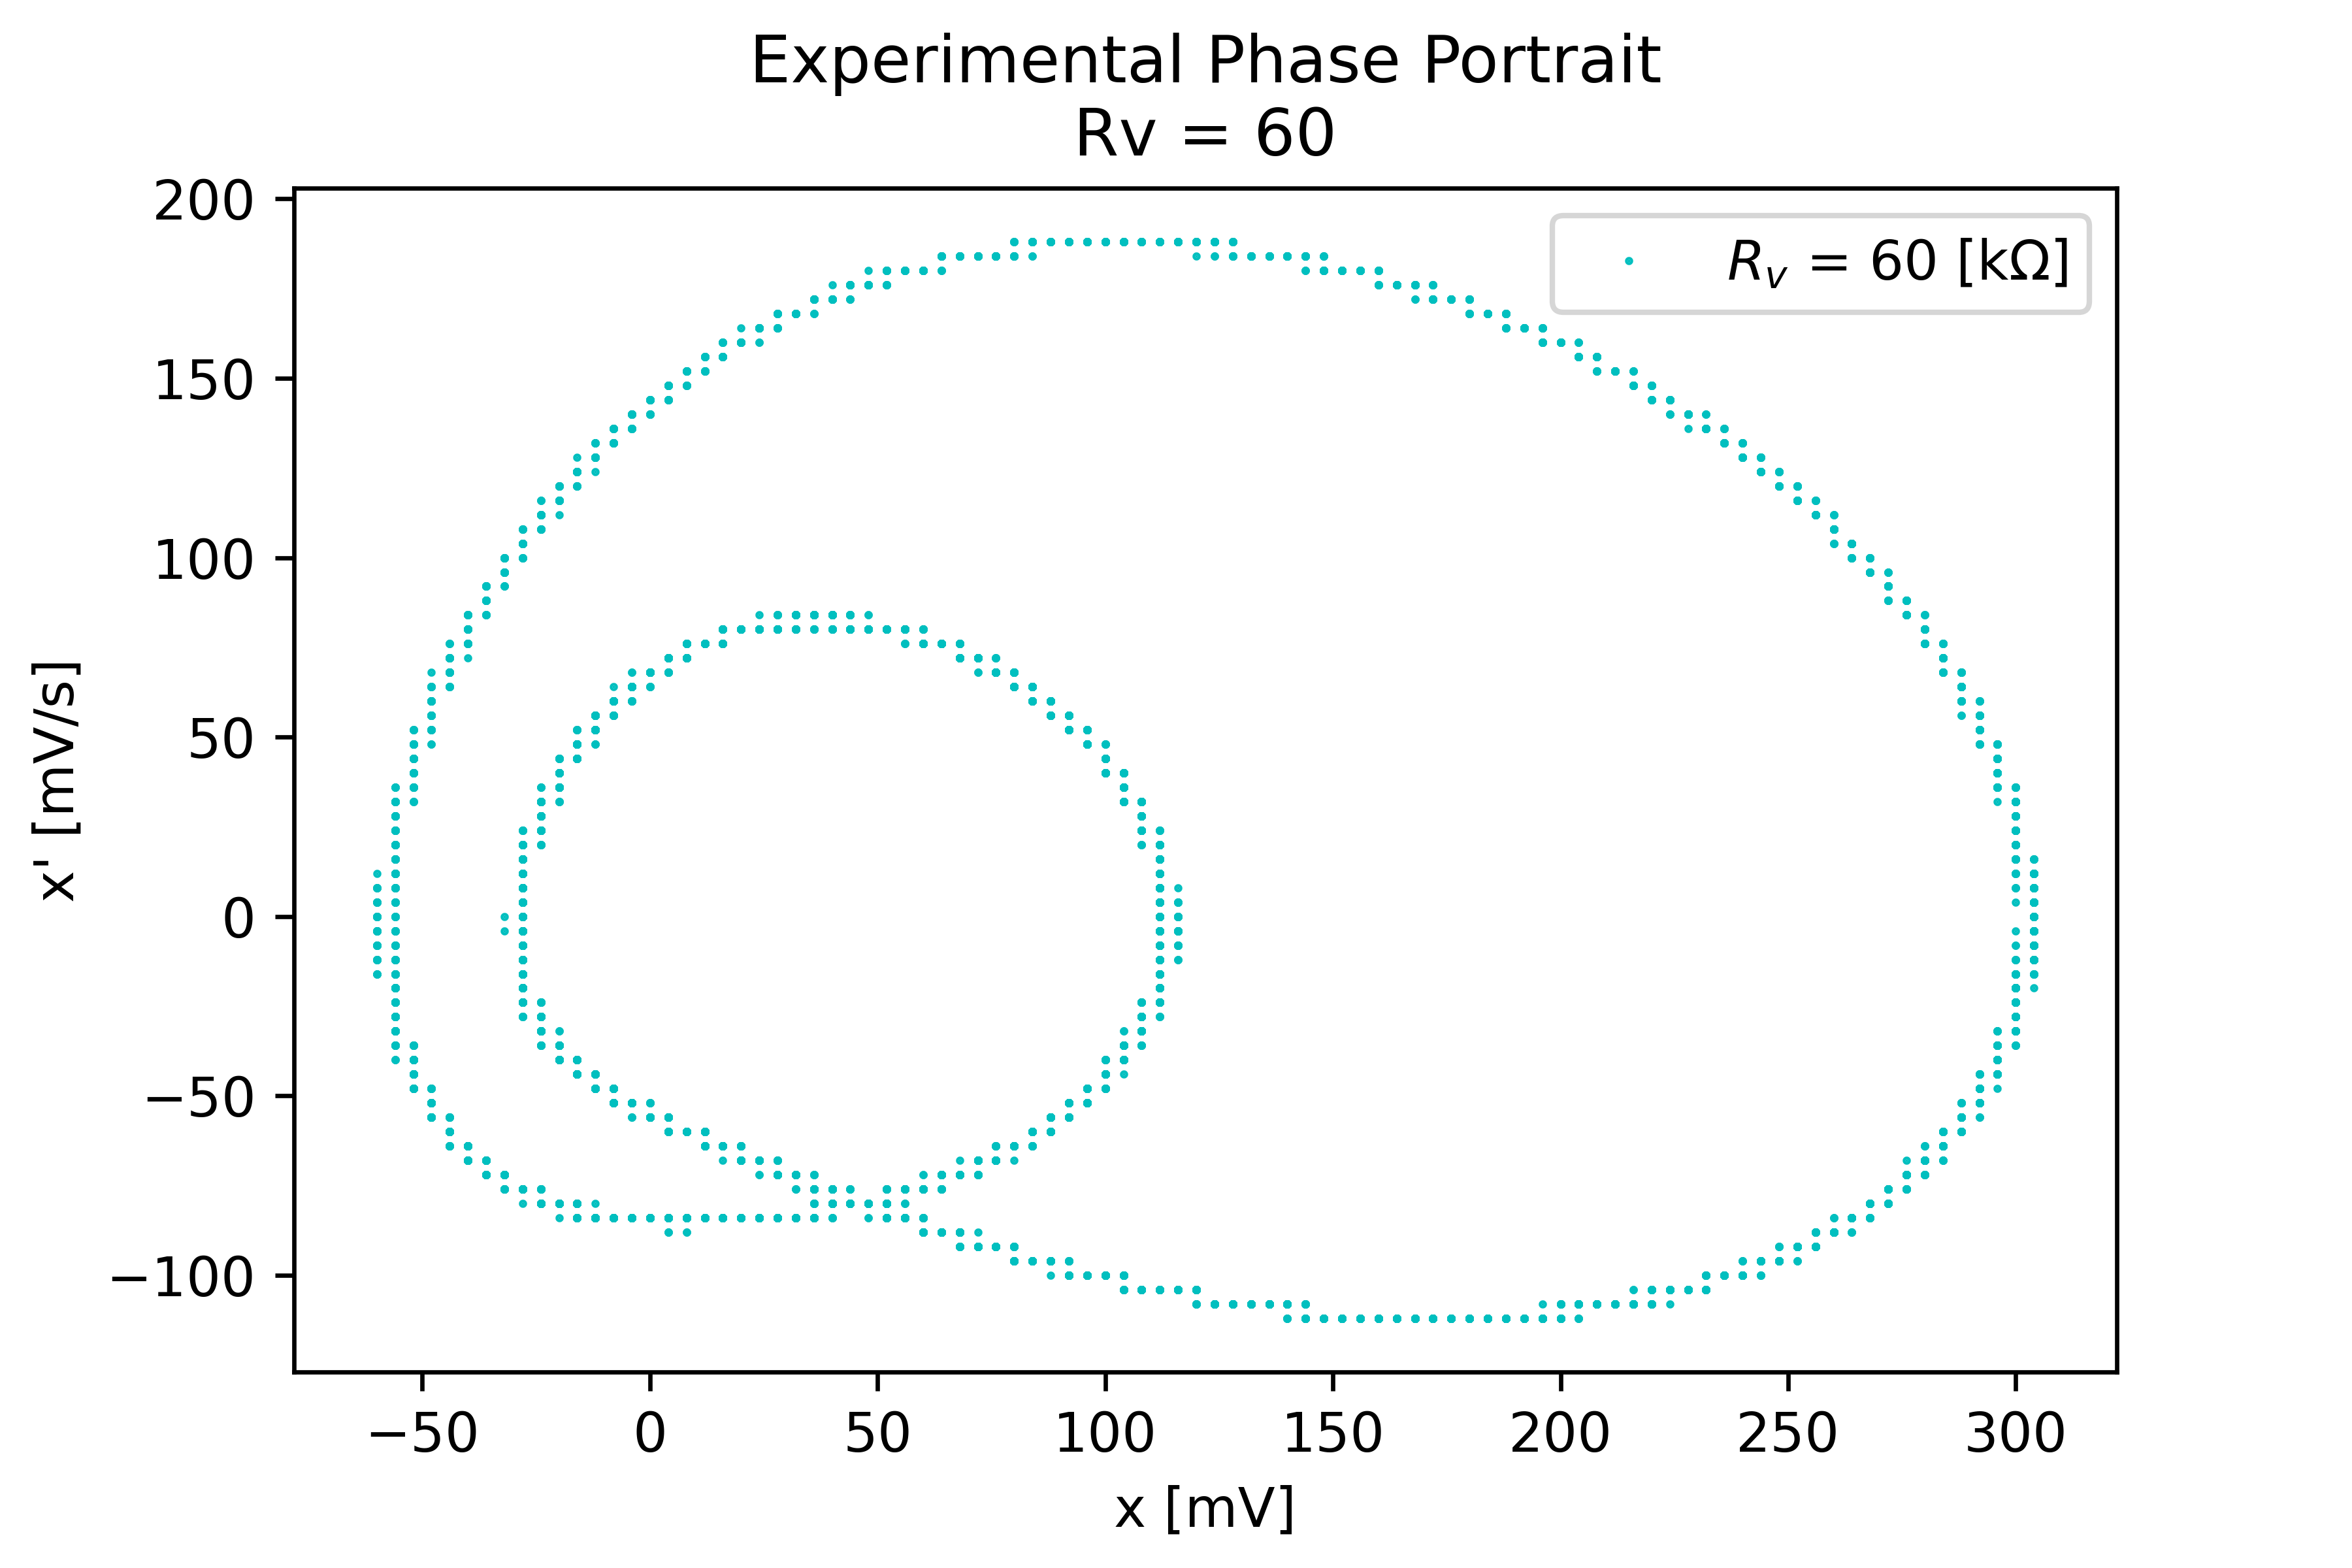 Experimental Phase Portrait
Rv = 60
200
150
100
50
0
−50
−100
x' [mV/s]
Rv = 60 [kΩ]
−50 0 50 100 150 200 250 300
x [mV]